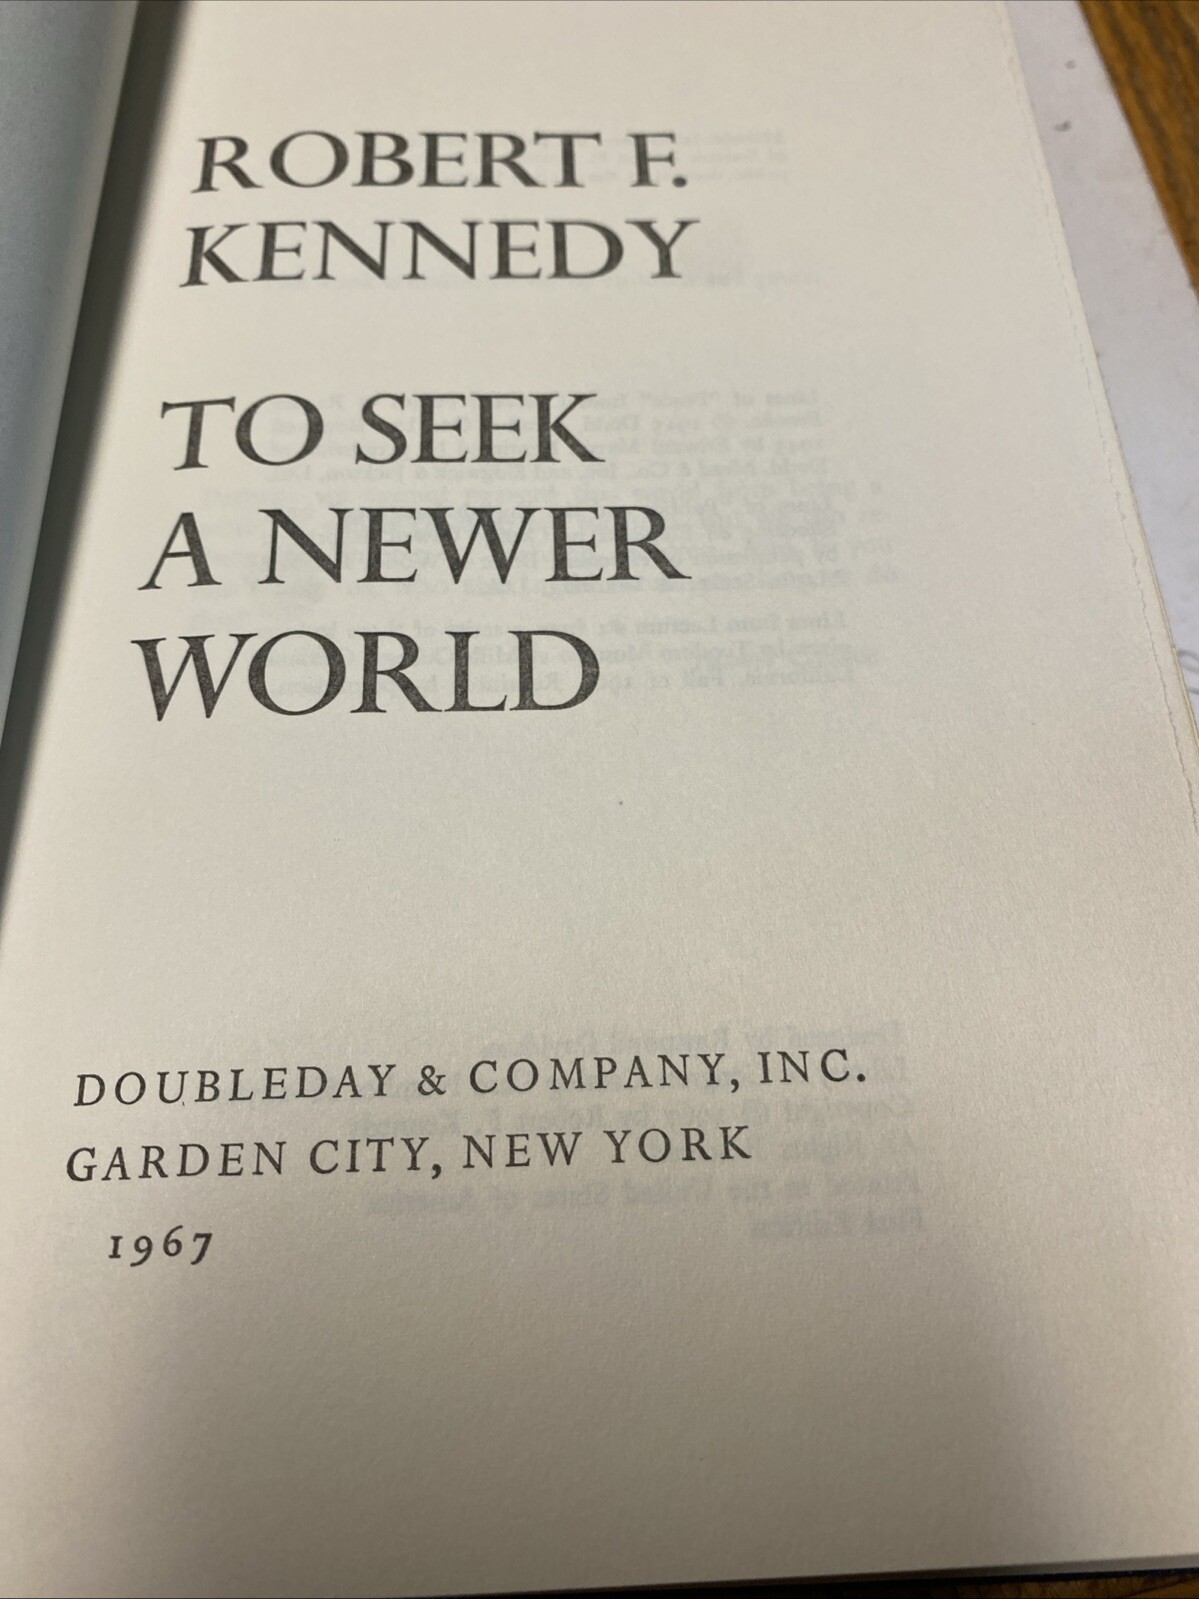 ROBERT F.
KENNEDY
TO SEEK
A NEWER
WORLD
DOUBLEDAY & COMPANY, INC.
GARDEN CITY, NEW YORK
1967